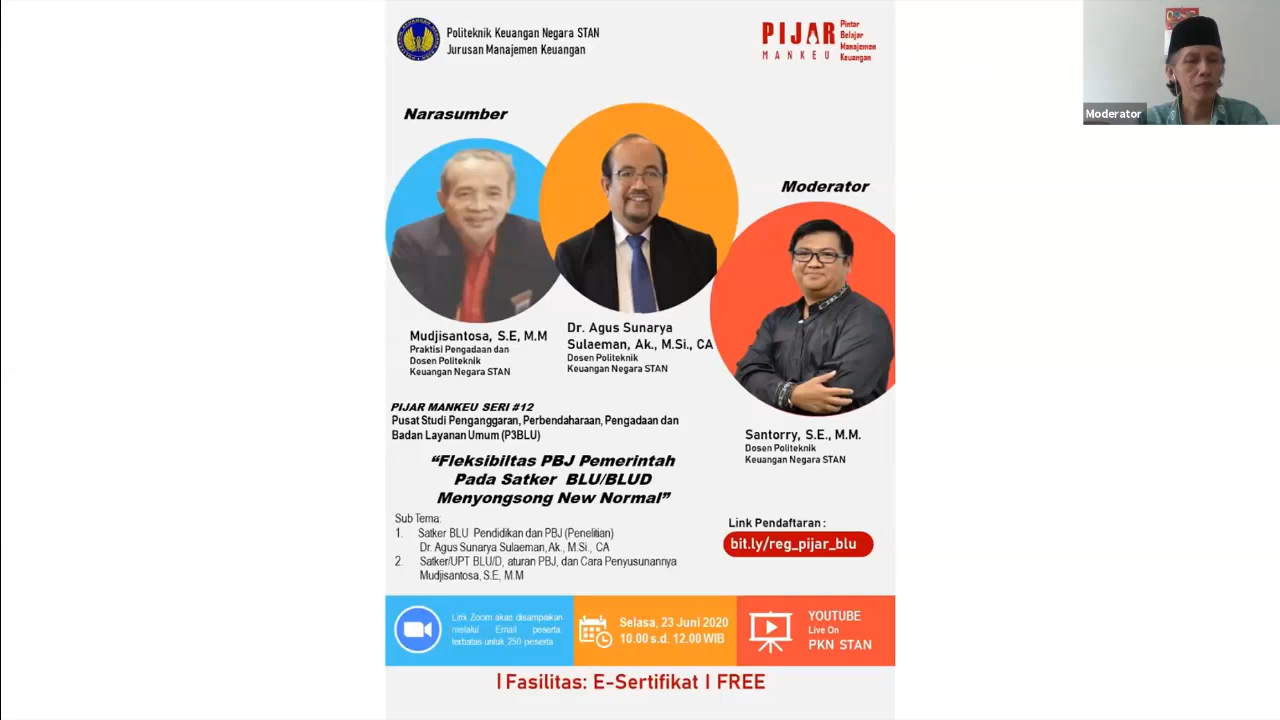 Politeknik Keuangan Negara STAN
Jurusan Manajemen Keuangan
PIJAR
MANKEU
Pintar
Belajar
Manajemen
Keuangan
Moderator
Narasumber
Moderator
Mudjisantosa, S.E, M.M
Praktisi Pengadaan dan
Dosen Politeknik
Keuangan Negara STAN
Dr. Agus Sunarya
Sulaeman, Ak., M.Si., CA
Dosen Politeknik
Keuangan Negara STAN
Santorry, S.E., M.M.
Dosen Politeknik
Keuangan Negara STAN
PIJAR MANKEU SERI #12
Pusat Studi Penganggaran, Perbendaharaan, Pengadaan dan
Badan Layanan Umum (P3BLU)
“Fleksibiltas PBJ Pemerintah
Pada Satker BLU/BLUD
Menyongsong New Normal”
Sub Tema:
1. Satker BLU Pendidikan dan PBJ (Penelitian)
Dr. Agus Sunarya Sulaeman, Ak., M.Si., CA
2. Satker/UPT BLU/D, aturan PBJ, dan Cara Penyusunannya
Mudjisantosa, S.E, M.M
Link Pendaftaran :
bit.ly/reg_pijar_blu
Link Zoom akan disampaikan
melalui Email peserta
terbatas untuk 250 peserta
Selasa, 23 Juni 2020
10.00 s.d. 12.00 WIB
YOUTUBE
Live On
PKN STAN
| Fasilitas: E-Sertifikat | FREE